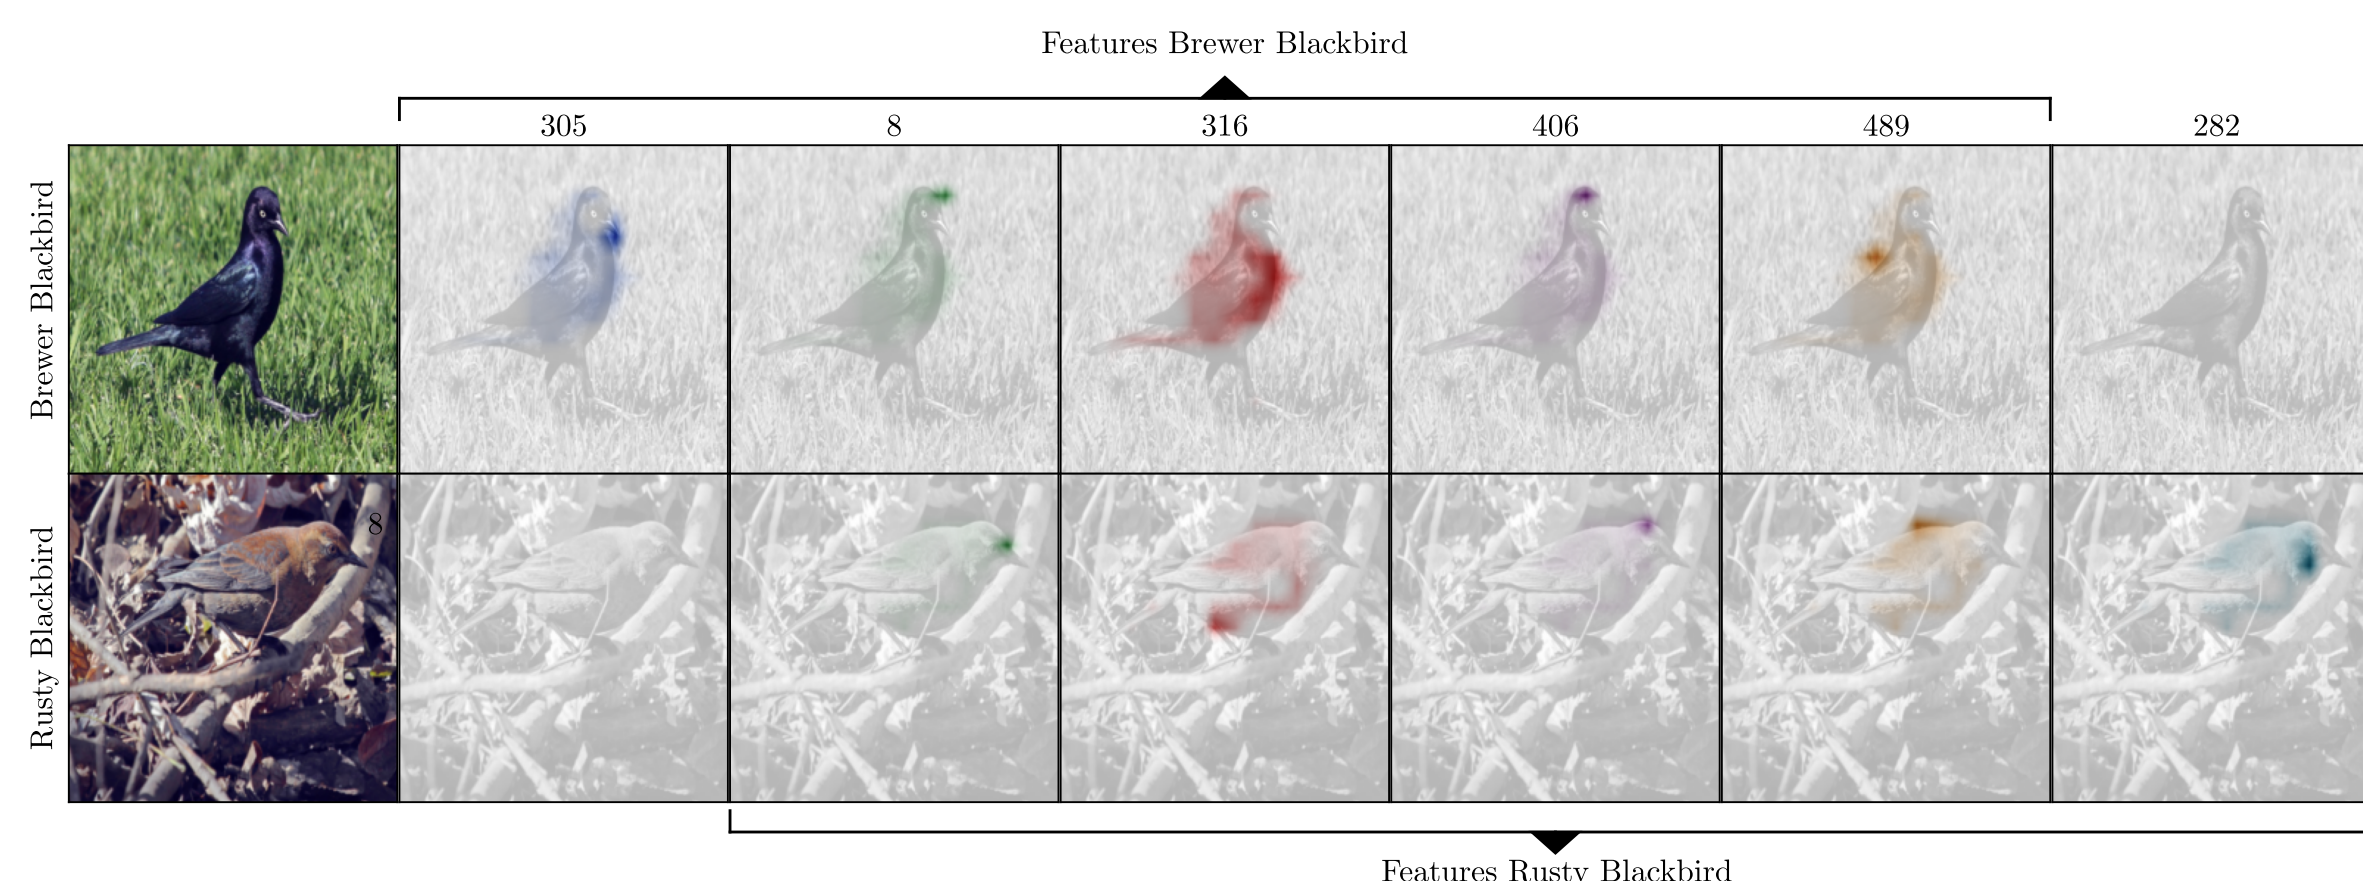 Features Brewer Blackbird
305 8 316 406 489 282
Brewer Blackbird
8
Rusty Blackbird
Features Rusty Blackbird